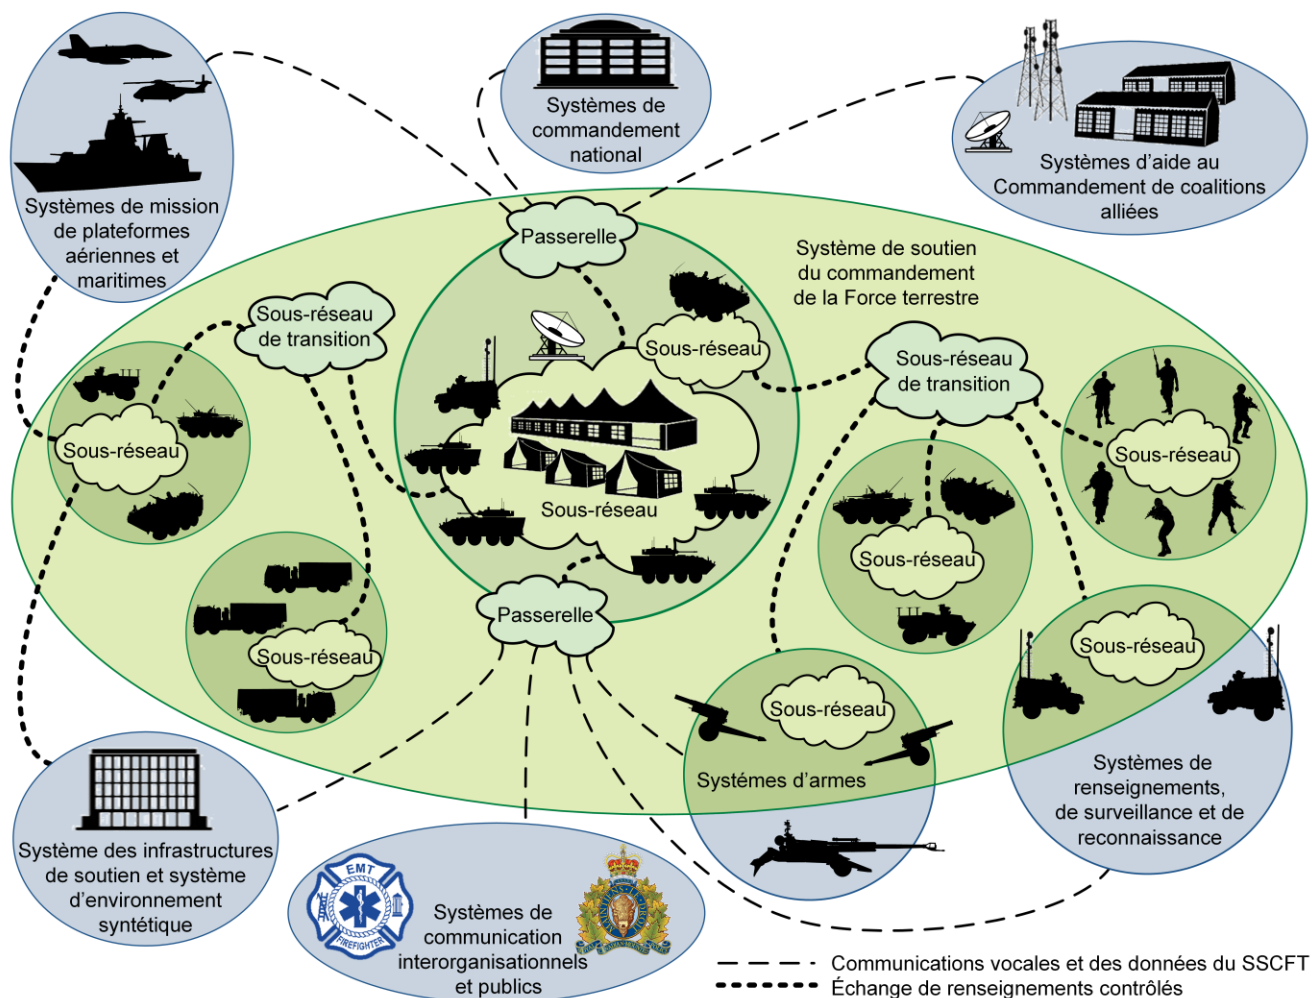 Systèmes de
commandement
national
Systèmes d'aide au
Commandement de coalitions
alliées
Systèmes de mission
de plateformes
aériennes et
maritimes
Passerelle
Système de soutien
du commandement
de la Force terrestre
Sous-réseau
de transition
Sous-réseau
Sous-réseau
de transition
Sous-réseau
Sous-réseau
Sous-réseau
Sous-réseau
Passerelle
Sous-réseau
Sous-réseau
Sous-réseau
Systémes d'armes
Systèmes de
renseignements,
de surveillance et de
reconnaissance
Système des infrastructures
de soutien et système
d'environnement
syntétique
EMT
FIREFIGHTER
Systèmes de
communication
interorganisationnels
et publics
Communications vocales et des données du SSCFT
Échange de renseignements contrôlés